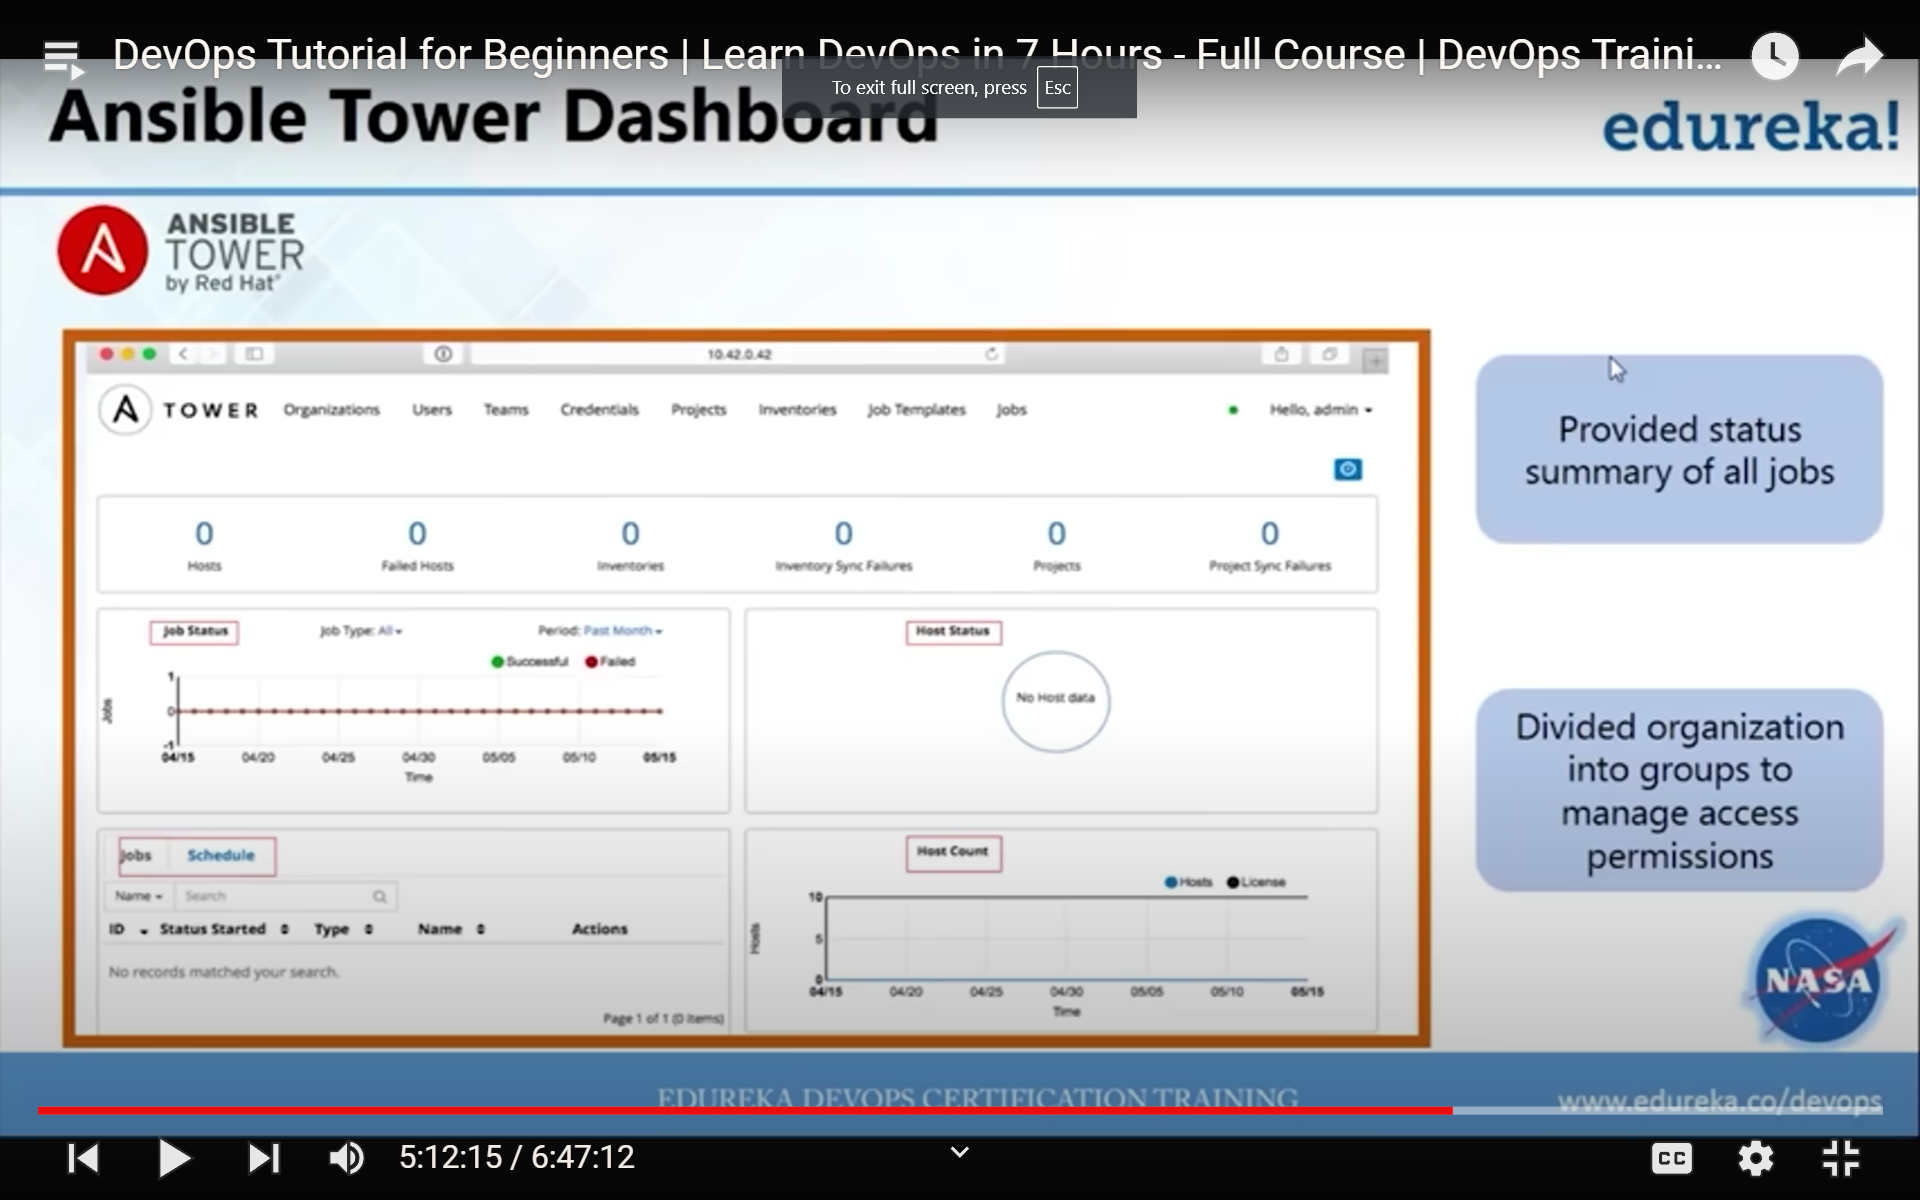 DevOps Tutorial for Beginners | Learn DevOps in 7 Hours - Full Course | DevOps Traini...
To exit full screen, press Esc
Ansible Tower Dashboard
edureka!
ANSIBLE
TOWER
by Red Hat®
10.42.0.42
TOWER Organizations Users Teams Credentials Projects Inventories Job Templates Jobs Hello, admin
0 0 0 0 0 0
Hosts Failed Hosts Inventories Inventory Sync Failures Projects Project Sync Failures
Job Status Job Type: All Period: Past Month
Successful Failed
1
0
-1
Jobs
04/15 04/20 04/25 04/30 05/05 05/10 05/15
Time
Host Status
No Host data
Jobs Schedule
Name Search
ID Status Started Type Name Actions
No records matched your search.
Page 1 of 1 (0 items)
Host Count
Hosts License
10
5
0
Hosts
04/15 04/20 04/25 04/30 05/05 05/10 05/15
Time
Provided status
summary of all jobs
Divided organization
into groups to
manage access
permissions
NASA
EDUREKA DEVOPS CERTIFICATION TRAINING
www.edureka.co/devops
5:12:15 / 6:47:12
CC